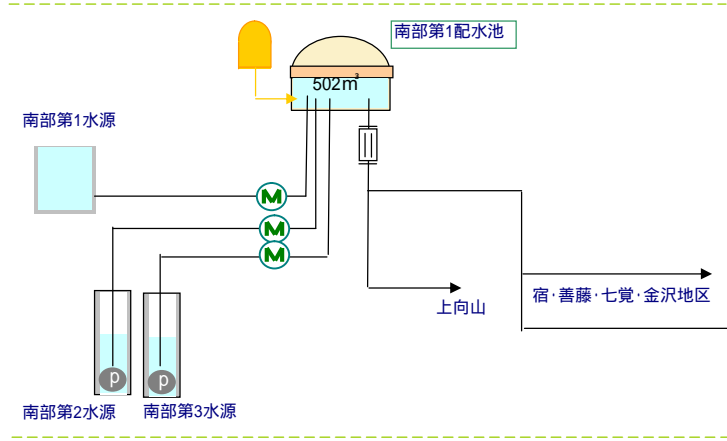 南部第1配水池
502㎥
南部第1水源
M
M
M
宿・善藤・七覚・金沢地区
上向山
p
p
南部第2水源
南部第3水源